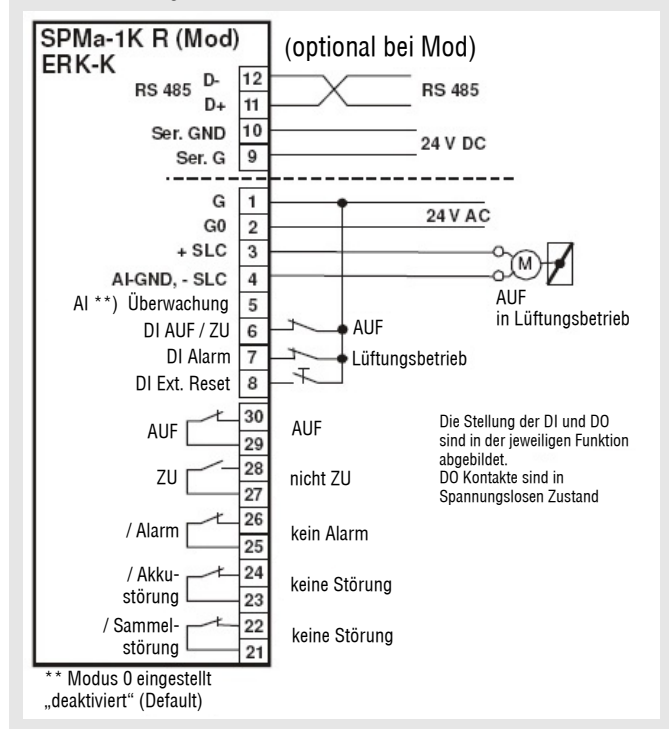 SPMa-1K R (Mod)
ERK-K
(optional bei Mod)
RS 485 D- 12 RS 485
D+ 11
Ser. GND 10 24 V DC
Ser. G 9
G 1 24 V AC
G0 2
+ SLC 3 M
AI-GND, - SLC 4
AUF
in Lüftungsbetrieb
AI **) Überwachung 5
DI AUF / ZU 6 AUF
DI Alarm 7 Lüftungsbetrieb
DI Ext. Reset 8
AUF 30 AUF
29
ZU 28 nicht ZU
27
/ Alarm 26 kein Alarm
25
/ Akku-
störung 24 keine Störung
23
/ Sammel-
störung 22 keine Störung
21
Die Stellung der DI und DO
sind in der jeweiligen Funktion
abgebildet.
DO Kontakte sind in
Spannungslosen Zustand
** Modus 0 eingestellt
„deaktiviert“ (Default)